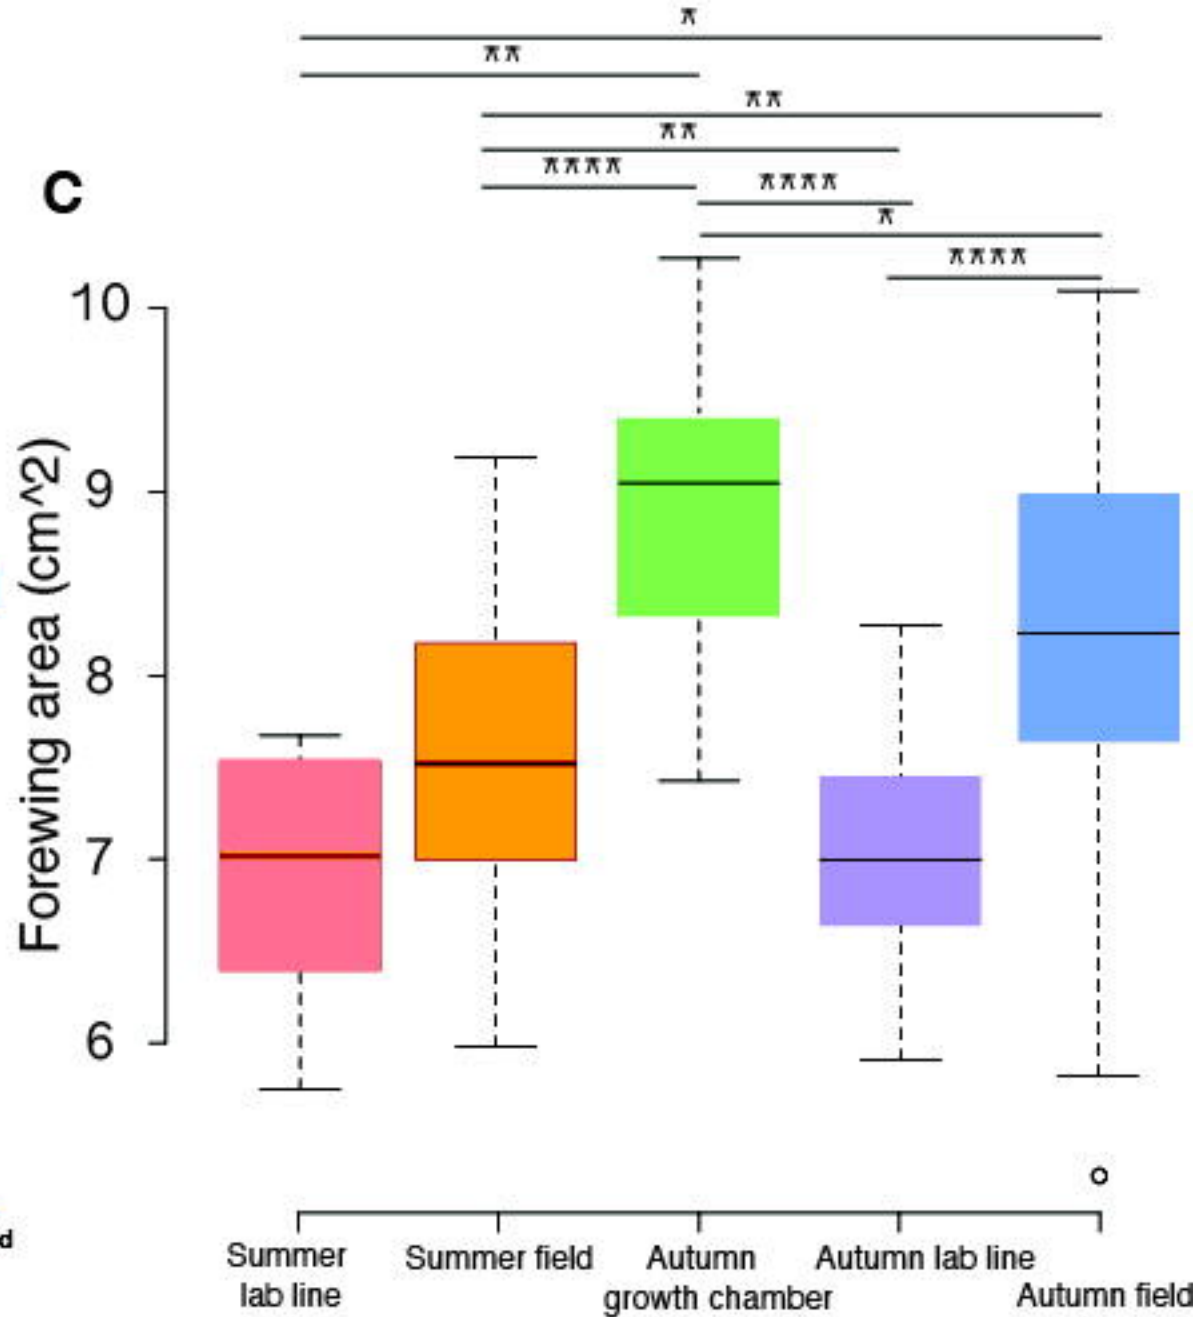 *
**
**
**
****
****
*
****
C
10
9
8
7
6
Forewing area (cm^2)
d
Summer
lab line
Summer field
Autumn
growth chamber
Autumn lab line
Autumn field